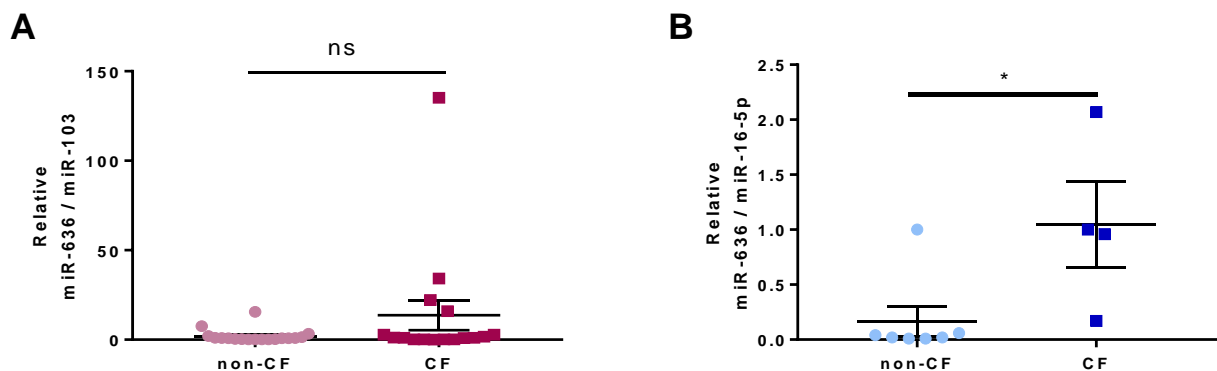 A
ns
Relative
miR-636 / miR-103
150
100
50
0
non-CF
CF
B
*
Relative
miR-636 / miR-16-5p
2.5
2.0
1.5
1.0
0.5
0.0
non-CF
CF